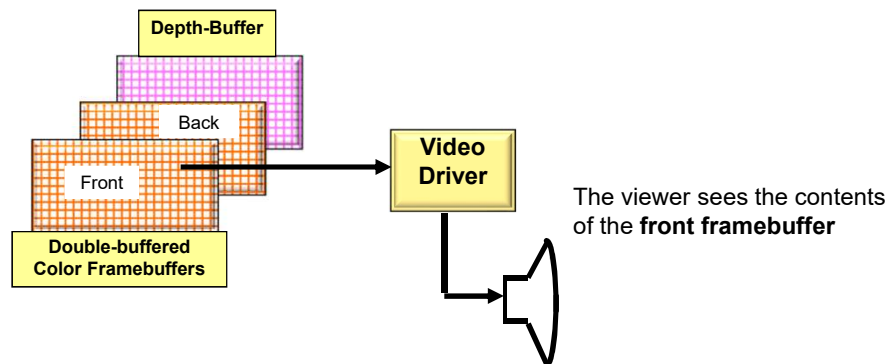 Depth-Buffer
Back
Front
Double-buffered
Color Framebuffers
Video
Driver
The viewer sees the contents
of the front framebuffer